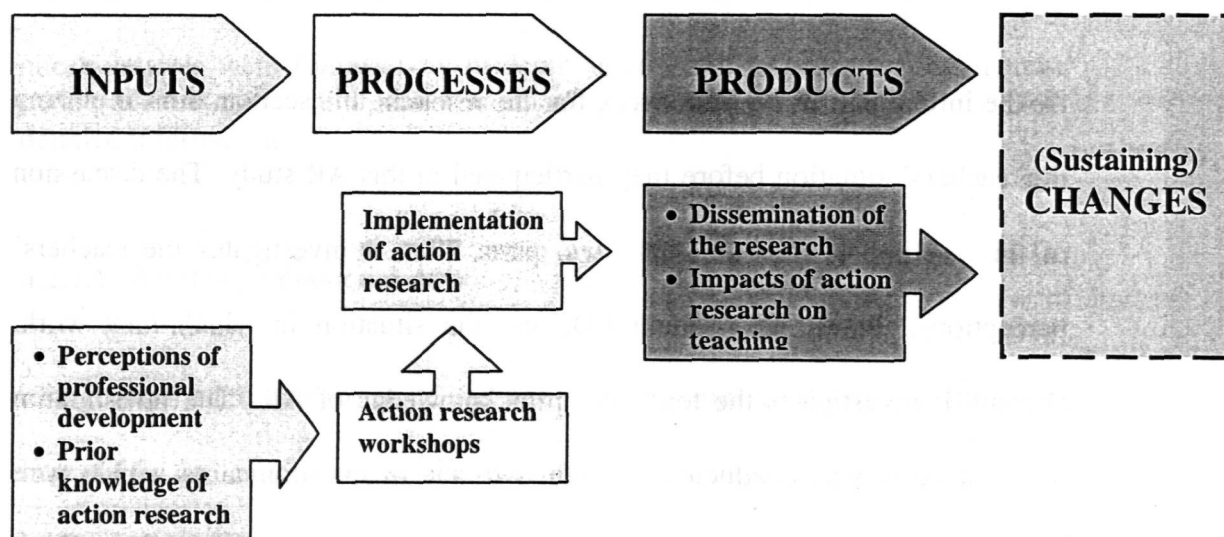 INPUTS
PROCESSES
PRODUCTS
(Sustaining)
CHANGES
Implementation
of action
research
• Dissemination of
the research
• Impacts of action
research on
teaching
• Perceptions of
professional
development
• Prior
knowledge of
action research
Action research
workshops